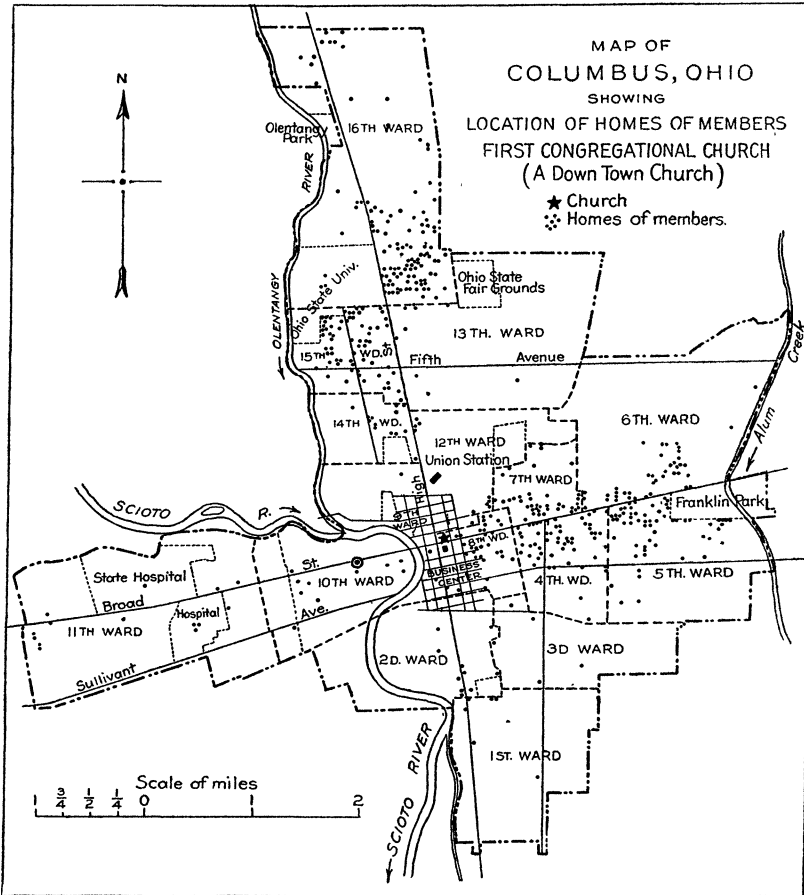 MAP OF
COLUMBUS, OHIO
SHOWING
LOCATION OF HOMES OF MEMBERS
FIRST CONGREGATIONAL CHURCH
(A Down Town Church)
Church
Homes of members.
N
Olentangy
Park
16TH WARD
RIVER
OLENTANGY
Ohio State Univ.
Ohio State
Fair Grounds
13TH. WARD
15TH
WD.
St
Fifth Avenue
Creek
Alum
14TH WD.
6TH. WARD
12TH WARD
Union Station
7TH WARD
High
SCIOTO R.
9TH
WARD
Franklin Park
8TH WD.
State Hospital
St.
Broad
10TH WARD
BUSINESS
CENTER
4TH. WD.
5TH. WARD
Hospital
11TH WARD
Ave.
Sullivant
2D. WARD
3D WARD
1ST. WARD
SCIOTO RIVER
Scale of miles
1 3/4 1/2 1/4 0 1 2